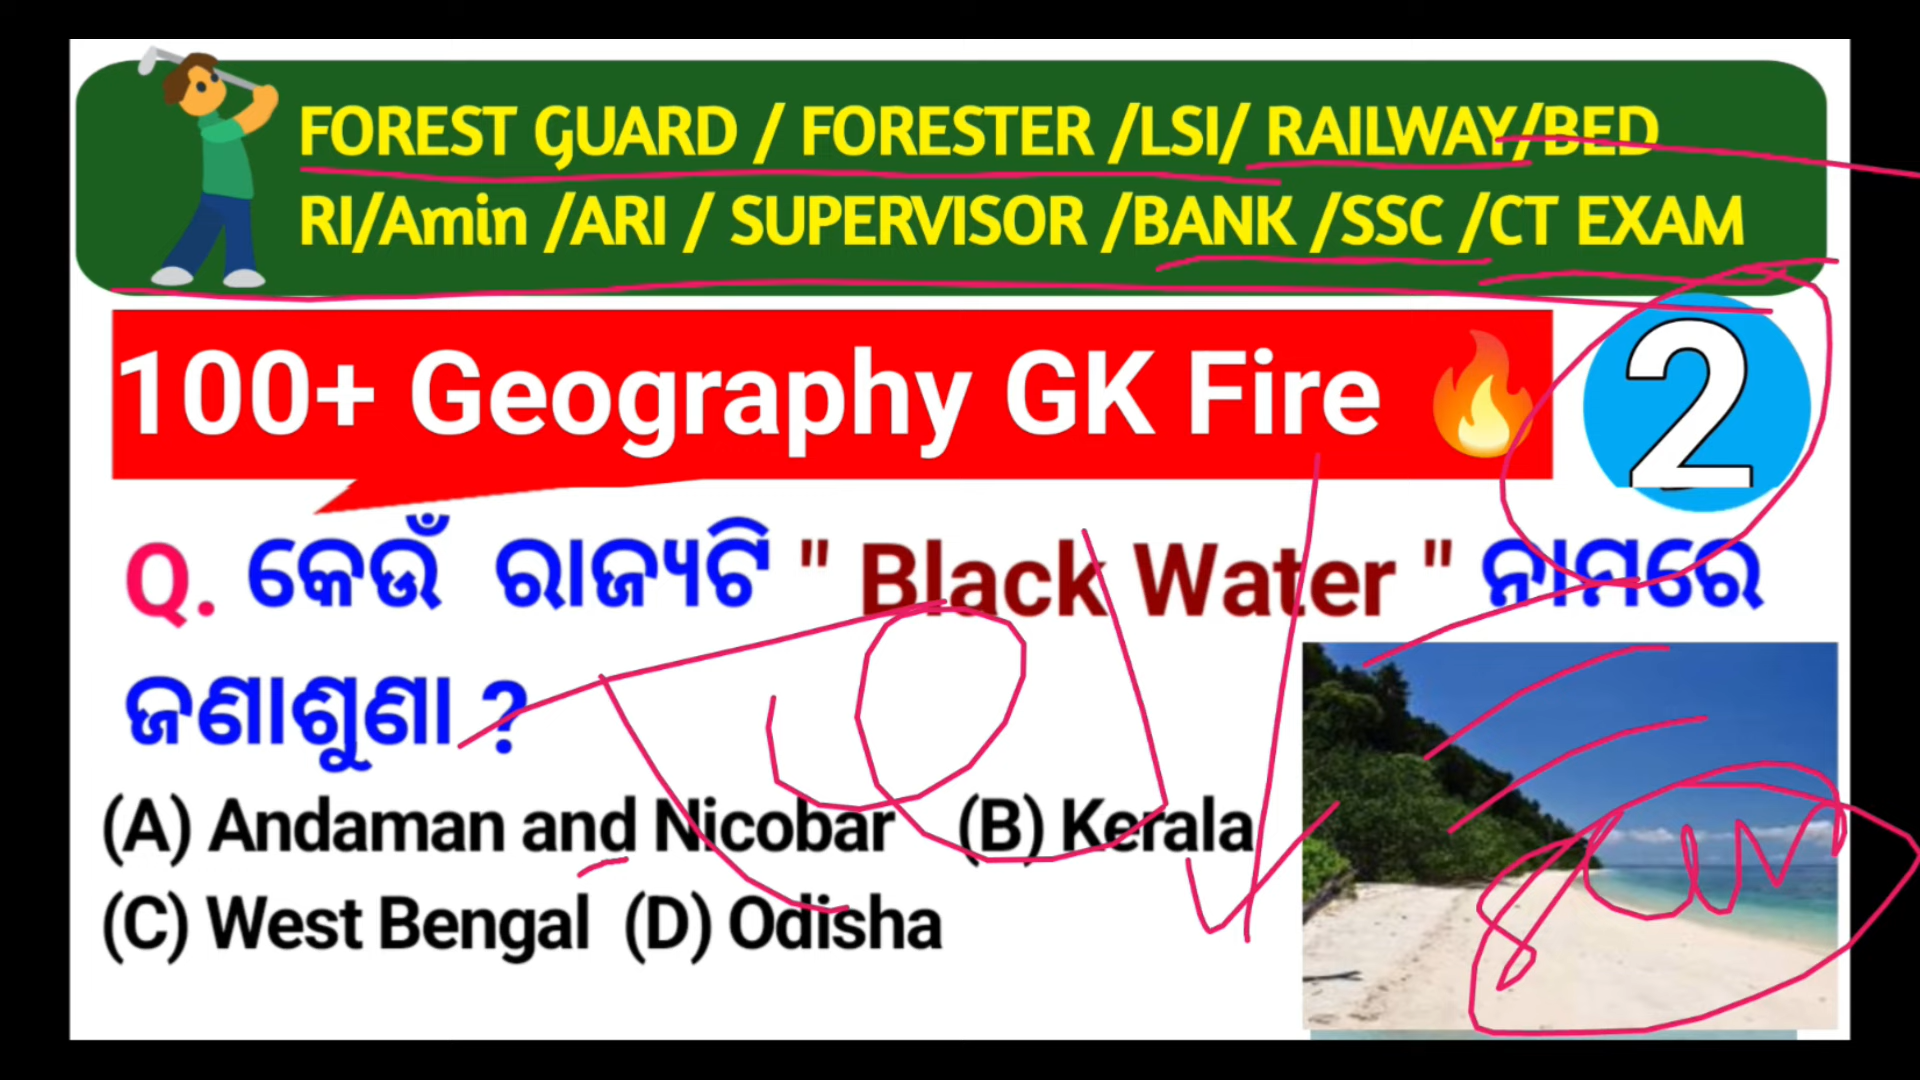 FOREST GUARD / FORESTER /LSI/ RAILWAY/BED
RI/Amin /ARI / SUPERVISOR /BANK /SSC /CT EXAM
100+ Geography GK Fire 🔥
2
Q. କେଉଁ ରାଜ୍ୟଟି " Black Water " ନାମରେ
ଜଣାଶୁଣା ?
(A) Andaman and Nicobar (B) Kerala
(C) West Bengal (D) Odisha